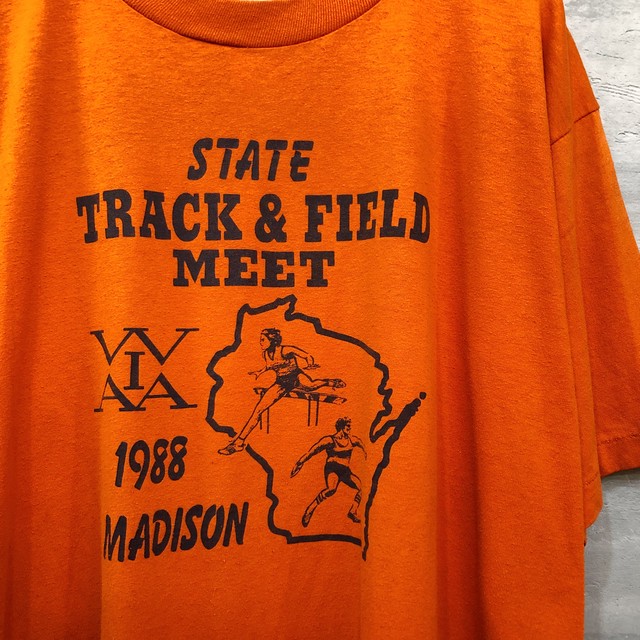 STATE
TRACK & FIELD
MEET
WIAA
1988
MADISON